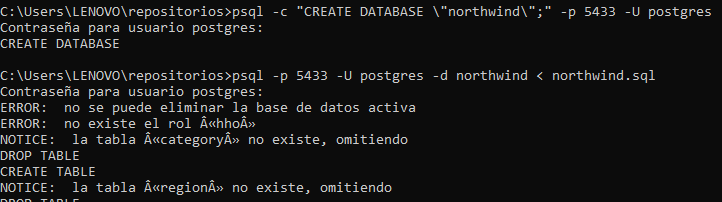 C:\Users\LENOVO\repositorios>psql -c "CREATE DATABASE \"northwind\";" -p 5433 -U postgres
Contraseña para usuario postgres:
CREATE DATABASE
C:\Users\LENOVO\repositorios>psql -p 5433 -U postgres -d northwind < northwind.sql
Contraseña para usuario postgres:
ERROR:  no se puede eliminar la base de datos activa
ERROR:  no existe el rol Â«hhoÂ»
NOTICE:  la tabla Â«categoryÂ» no existe, omitiendo
DROP TABLE
CREATE TABLE
NOTICE:  la tabla Â«regionÂ» no existe, omitiendo
DROP TABLE